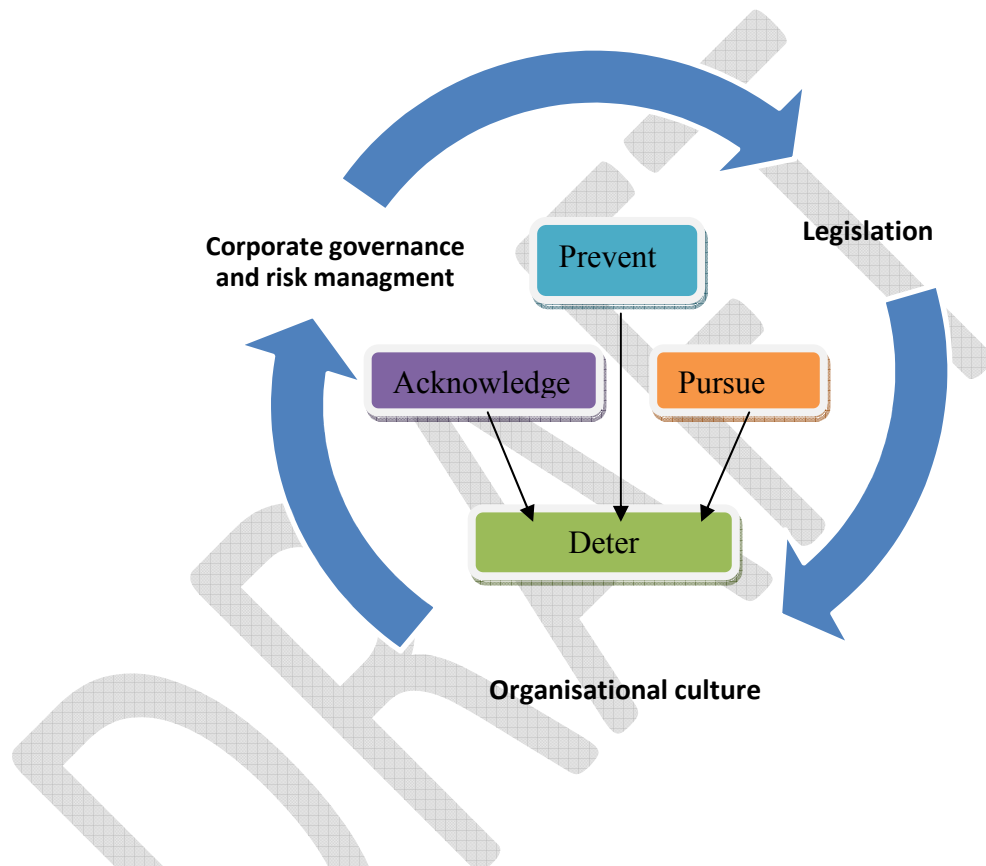 Legislation
Corporate governance
and risk managment
Prevent
Acknowledge
Pursue
Deter
Organisational culture
DRAFT